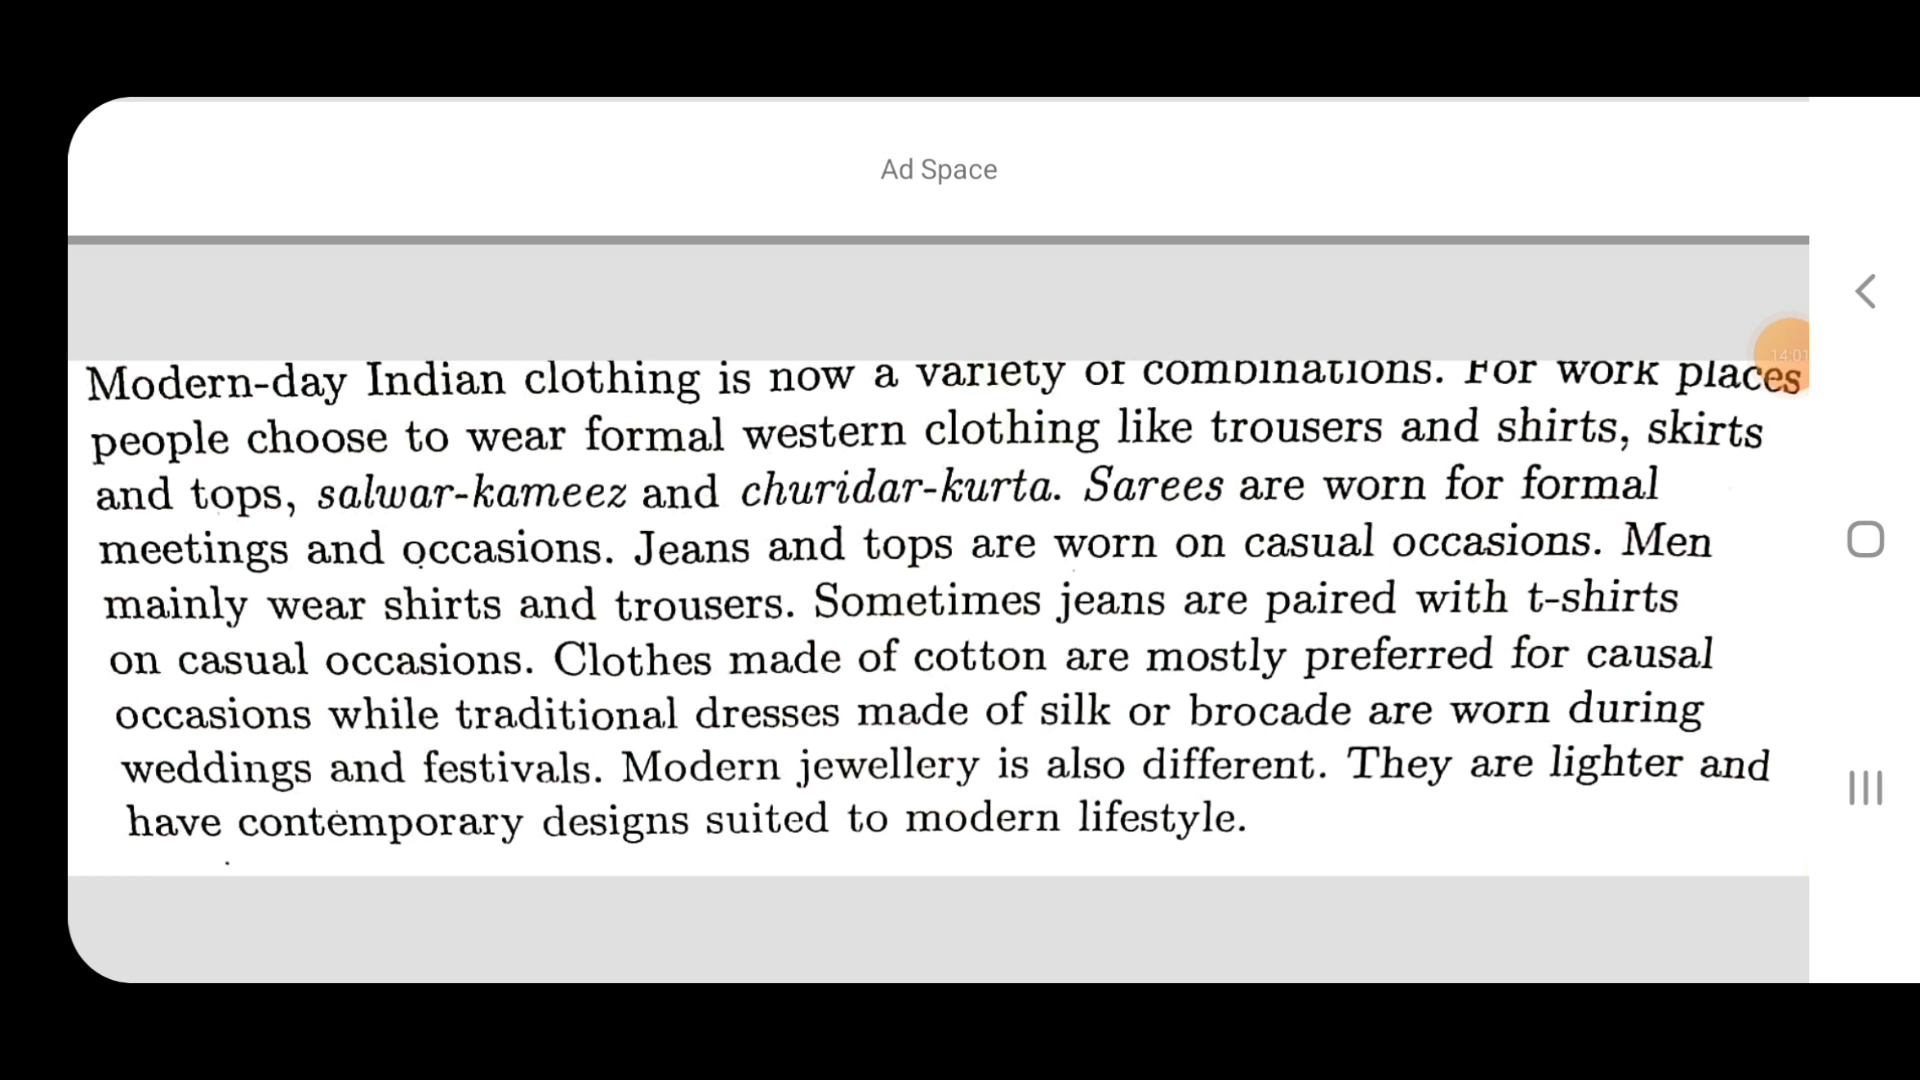 Ad Space
14:01
Modern-day Indian clothing is now a variety of combinations. For work places
people choose to wear formal western clothing like trousers and shirts, skirts
and tops, salwar-kameez and churidar-kurta. Sarees are worn for formal
meetings and occasions. Jeans and tops are worn on casual occasions. Men
mainly wear shirts and trousers. Sometimes jeans are paired with t-shirts
on casual occasions. Clothes made of cotton are mostly preferred for causal
occasions while traditional dresses made of silk or brocade are worn during
weddings and festivals. Modern jewellery is also different. They are lighter and
have contemporary designs suited to modern lifestyle.